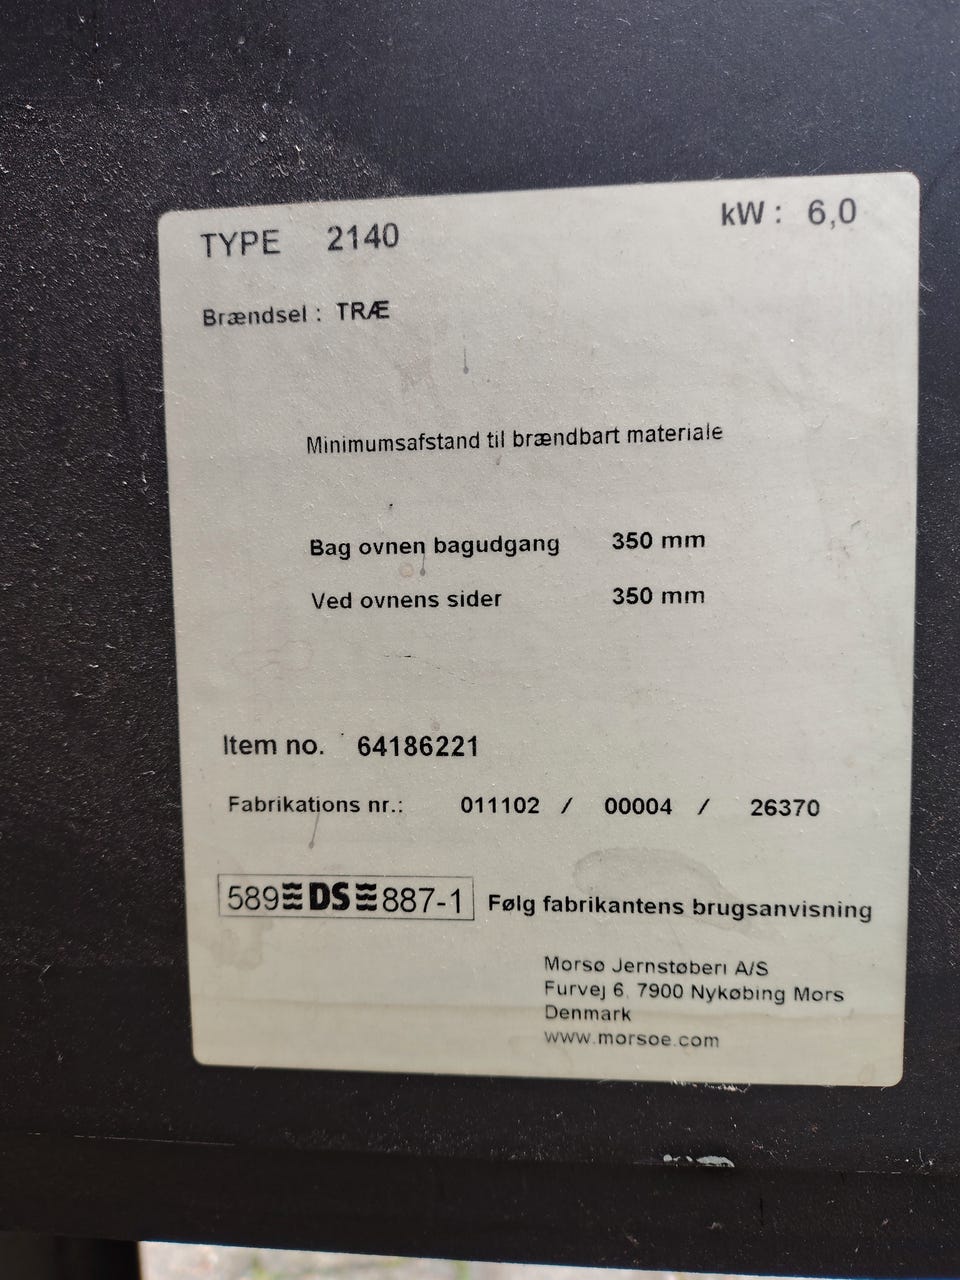 TYPE 2140 kW : 6,0
Brændsel : TRÆ
Minimumsafstand til brændbart materiale
Bag ovnen bagudgang 350 mm
Ved ovnens sider 350 mm
Item no. 64186221
Fabrikations nr.: 011102 / 00004 / 26370
589 DS 887-1 Følg fabrikantens brugsanvisning
Morsø Jernstøberi A/S
Furvej 6, 7900 Nykøbing Mors
Denmark
www.morsoe.com